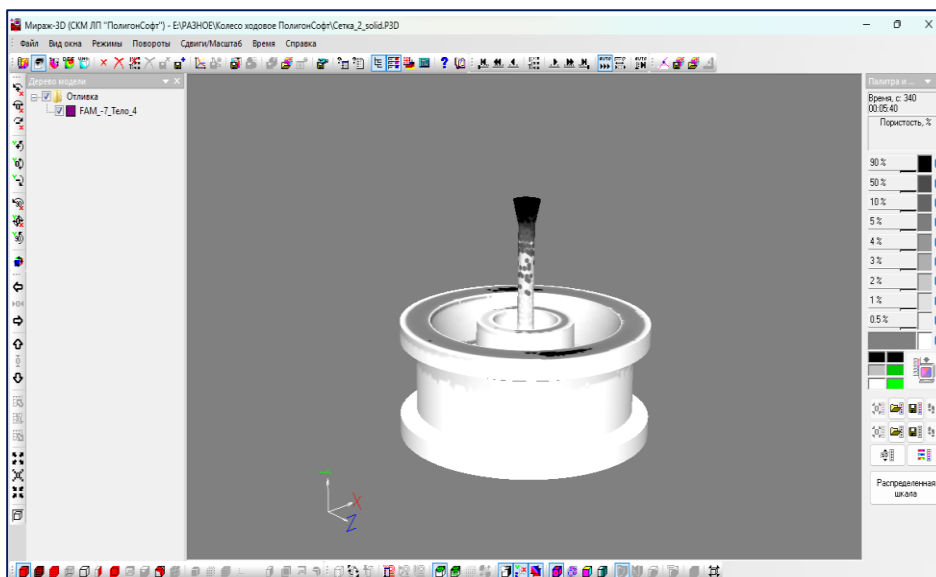 Мираж-3D (СКМ ЛП "ПолигонСофт") - E:\РАЗНОЕ\Колесо ходовое ПолигонСофт\Сетка_2_solid.P3D
Файл Вид окна Режимы Повороты Сдвиги/Масштаб Время Справка
Дерево модели
Отливка
FAM_-7_Тело_4
Палитра и ...
Время, с: 340
00:05:40
Пористость, %
90 %
50 %
10 %
5 %
4 %
3 %
2 %
1 %
0.5 %
Распределенная
шкала
X
Z